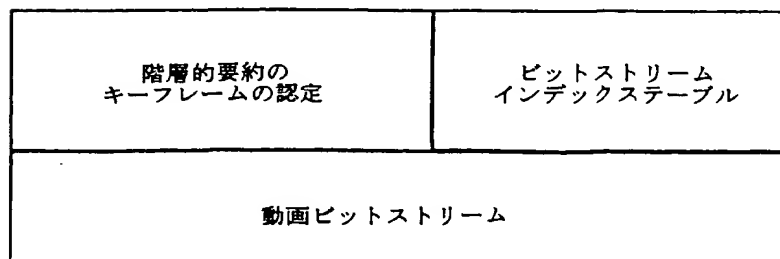 階層的要約の
キーフレームの認定
ビットストリーム
インデックステーブル
動画ビットストリーム